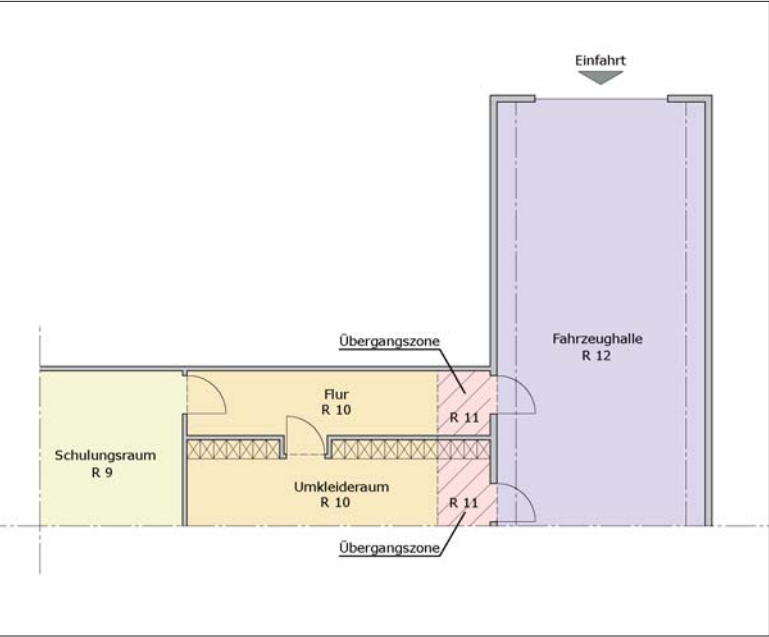 Einfahrt
Fahrzeughalle
R 12
Übergangszone
Flur
R 10
R 11
Schulungsraum
R 9
Umkleideraum
R 10
R 11
Übergangszone